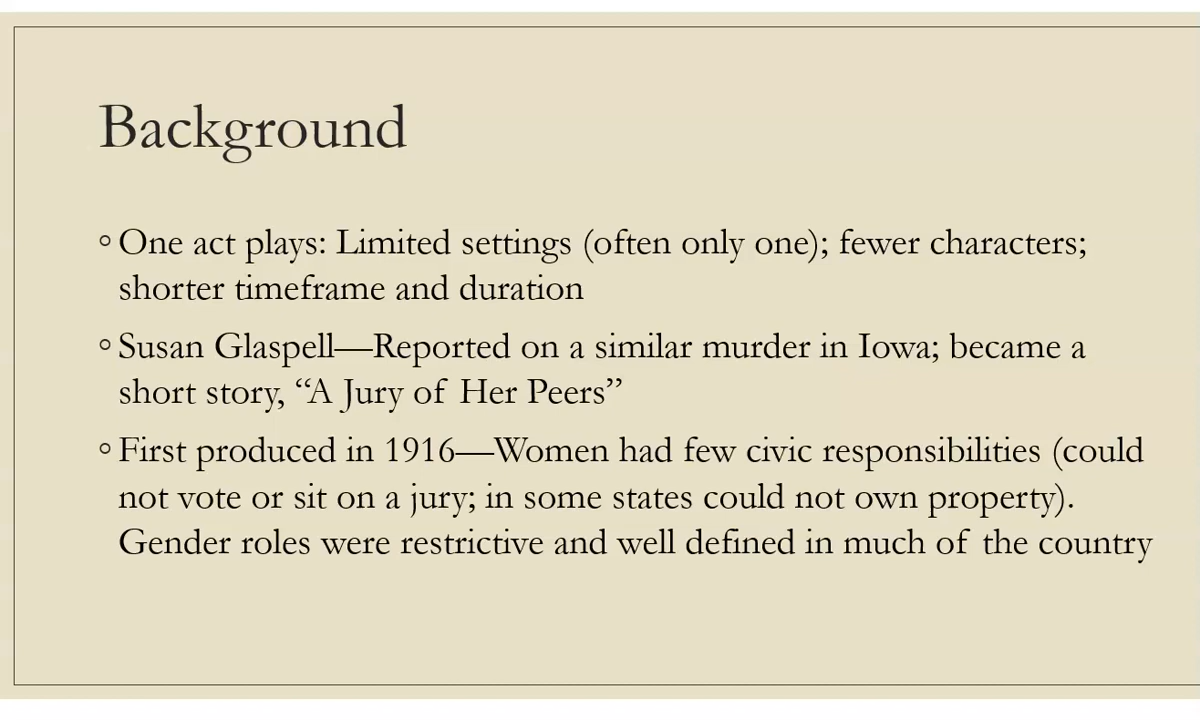 Background
◦ One act plays: Limited settings (often only one); fewer characters;
shorter timeframe and duration
◦ Susan Glaspell—Reported on a similar murder in Iowa; became a
short story, “A Jury of Her Peers”
◦ First produced in 1916—Women had few civic responsibilities (could
not vote or sit on a jury; in some states could not own property).
Gender roles were restrictive and well defined in much of the country